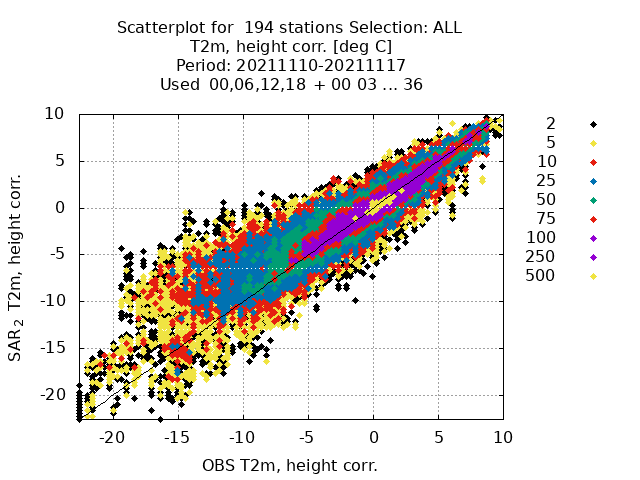 Scatterplot for 194 stations Selection: ALL
T2m, height corr. [deg C]
Period: 20211110-20211117
Used 00,06,12,18 + 00 03 ... 36
10
5
0
-5
-10
-15
-20
SAR2 T2m, height corr.
-20 -15 -10 -5 0 5 10
OBS T2m, height corr.
2
5
10
25
50
75
100
250
500